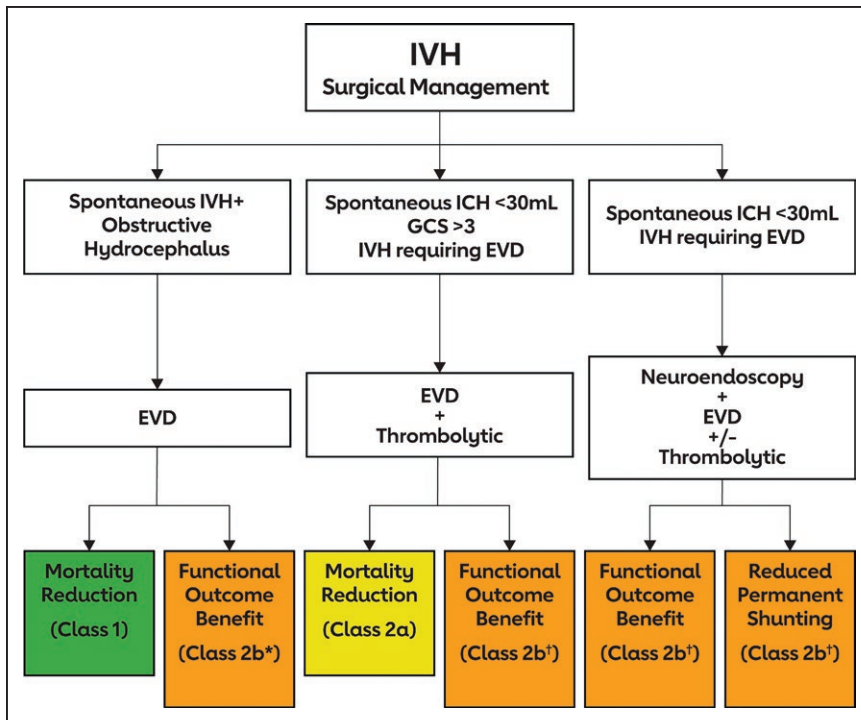 IVH
Surgical Management
Spontaneous IVH+
Obstructive
Hydrocephalus
Spontaneous ICH <30mL
GCS >3
IVH requiring EVD
Spontaneous ICH <30mL
IVH requiring EVD
EVD
EVD
+
Thrombolytic
Neuroendoscopy
+
EVD
+/-
Thrombolytic
Mortality
Reduction
(Class 1)
Functional
Outcome
Benefit
(Class 2b*)
Mortality
Reduction
(Class 2a)
Functional
Outcome
Benefit
(Class 2b†)
Functional
Outcome
Benefit
(Class 2b†)
Reduced
Permanent
Shunting
(Class 2b†)